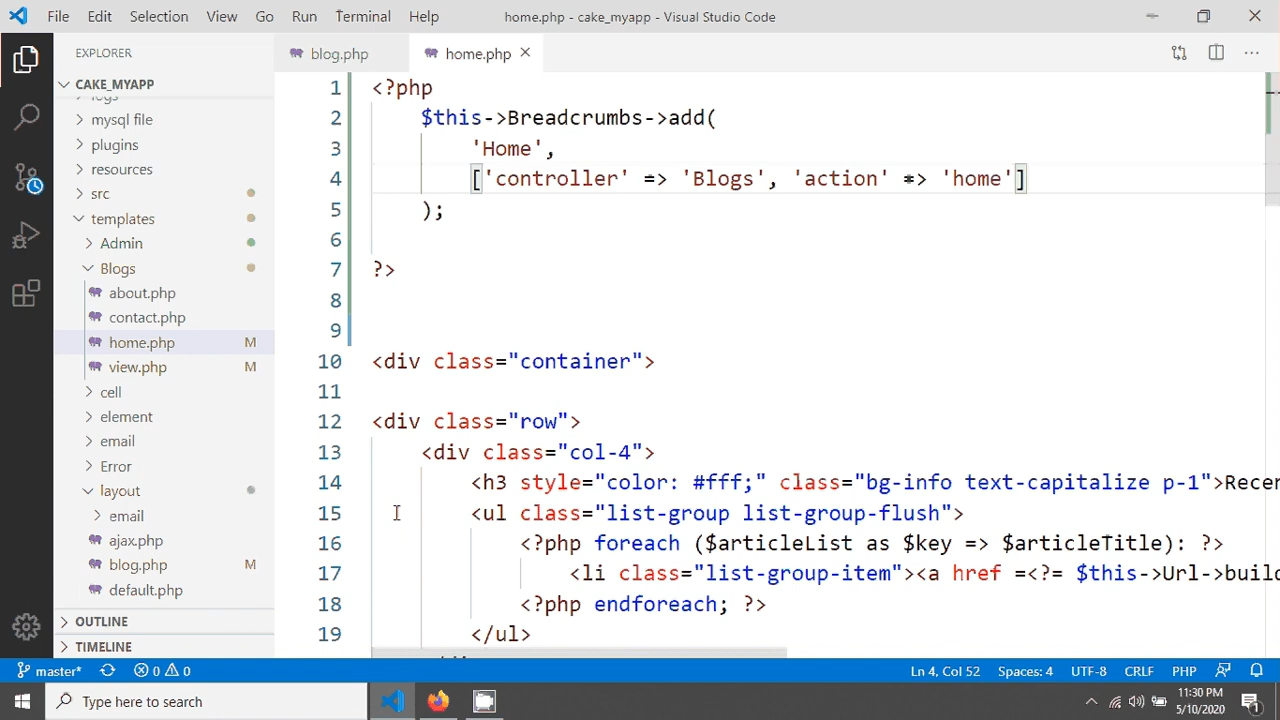 File Edit Selection View Go Run Terminal Help home.php - cake_myapp - Visual Studio Code
EXPLORER
CAKE_MYAPP
logs
mysql file
plugins
resources
src
templates
Admin
Blogs
about.php
contact.php
home.php M
view.php M
cell
element
email
Error
layout
email
ajax.php
blog.php M
default.php
OUTLINE
TIMELINE
blog.php home.php
1 <?php
2 $this->Breadcrumbs->add(
3 'Home',
4 ['controller' => 'Blogs', 'action' => 'home']
5 );
6
7 ?>
8
9
10 <div class="container">
11
12 <div class="row">
13 <div class="col-4">
14 <h3 style="color: #fff;" class="bg-info text-capitalize p-1">Recen
15 <ul class="list-group list-group-flush">
16 <?php foreach ($articleList as $key => $articleTitle): ?>
17 <li class="list-group-item"><a href =<?= $this->Url->build
18 <?php endforeach; ?>
19 </ul>
master* 0 0 Ln 4, Col 52 Spaces: 4 UTF-8 CRLF PHP
Type here to search
11:30 PM
5/10/2020
1